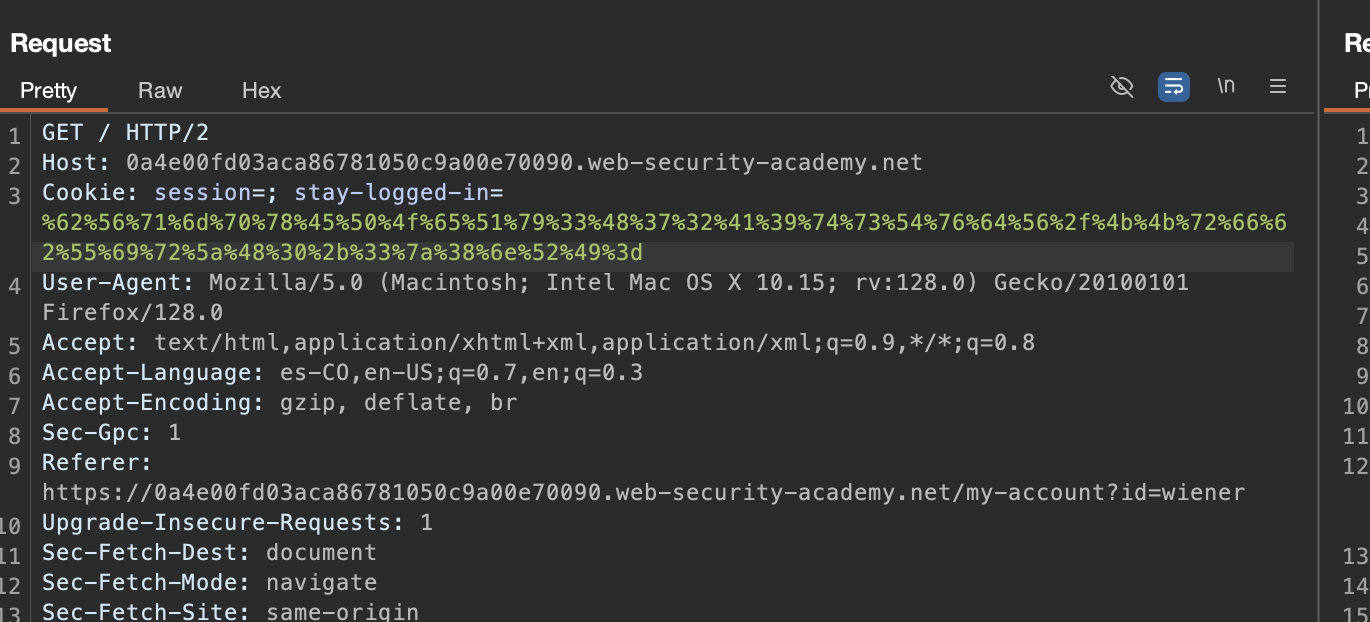 Request
Re
Pretty Raw Hex \n
P
1 GET / HTTP/2
2 Host: 0a4e00fd03aca86781050c9a00e70090.web-security-academy.net
3 Cookie: session=; stay-logged-in=
%62%56%71%6d%70%78%45%50%4f%65%51%79%33%48%37%32%41%39%74%73%54%76%64%56%2f%4b%4b%72%66%6
2%55%69%72%5a%48%30%2b%33%7a%38%6e%52%49%3d
4 User-Agent: Mozilla/5.0 (Macintosh; Intel Mac OS X 10.15; rv:128.0) Gecko/20100101
Firefox/128.0
5 Accept: text/html,application/xhtml+xml,application/xml;q=0.9,*/*;q=0.8
6 Accept-Language: es-CO,en-US;q=0.7,en;q=0.3
7 Accept-Encoding: gzip, deflate, br
8 Sec-Gpc: 1
9 Referer:
https://0a4e00fd03aca86781050c9a00e70090.web-security-academy.net/my-account?id=wiener
10 Upgrade-Insecure-Requests: 1
11 Sec-Fetch-Dest: document
12 Sec-Fetch-Mode: navigate
13 Sec-Fetch-Site: same-origin
1
2
3
4
5
6
7
8
9
10
11
12
13
14
15